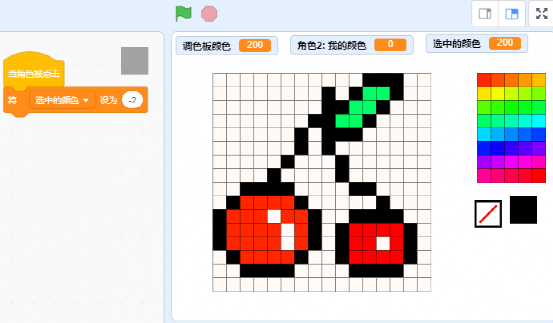 调色板颜色 200
角色2: 我的颜色 0
选中的颜色 200
当角色被点击
将 选中的颜色 设为 -2